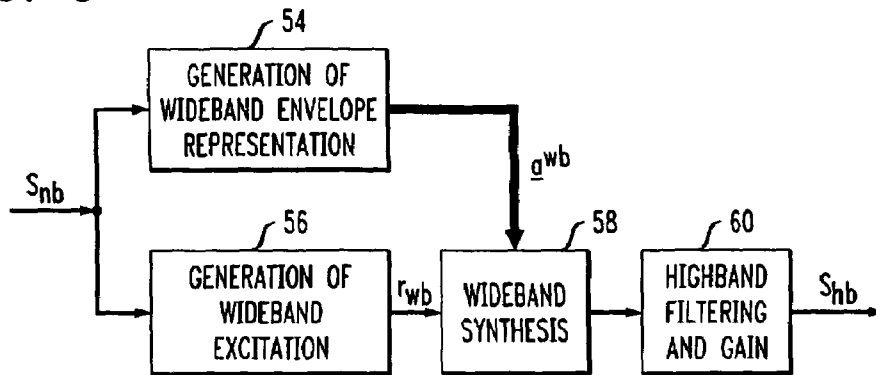 54
GENERATION OF
WIDEBAND ENVELOPE
REPRESENTATION
a^wb
S_nb
56
GENERATION OF
WIDEBAND
EXCITATION
r_wb
58
WIDEBAND
SYNTHESIS
60
HIGHBAND
FILTERING
AND GAIN
S_hb